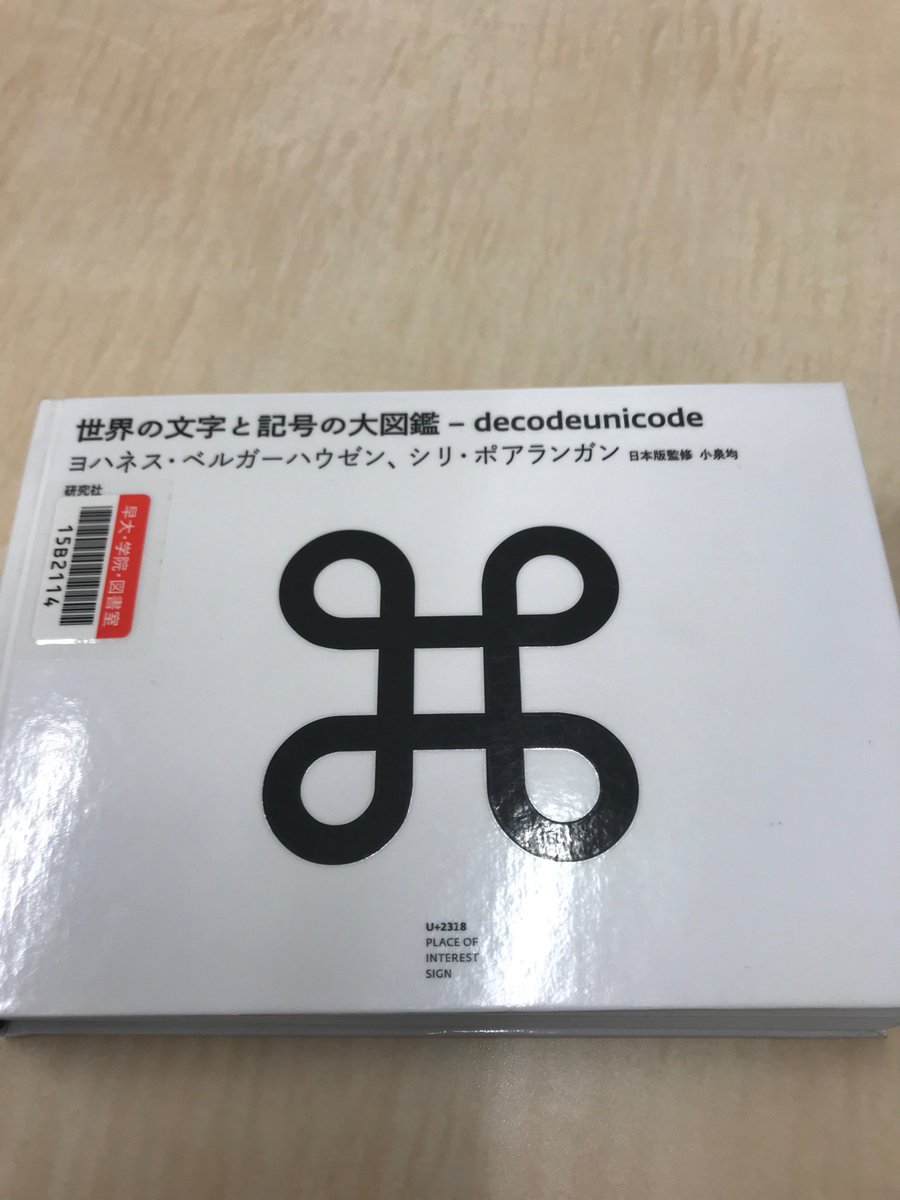 世界の文字と記号の大図鑑 – decodeunicode
ヨハネス・ベルガーハウゼン、シリ・ポアランガン 日本版監修 小泉均
研究社
早大・学院・図書室
15B2114
U+2318
PLACE OF
INTEREST
SIGN